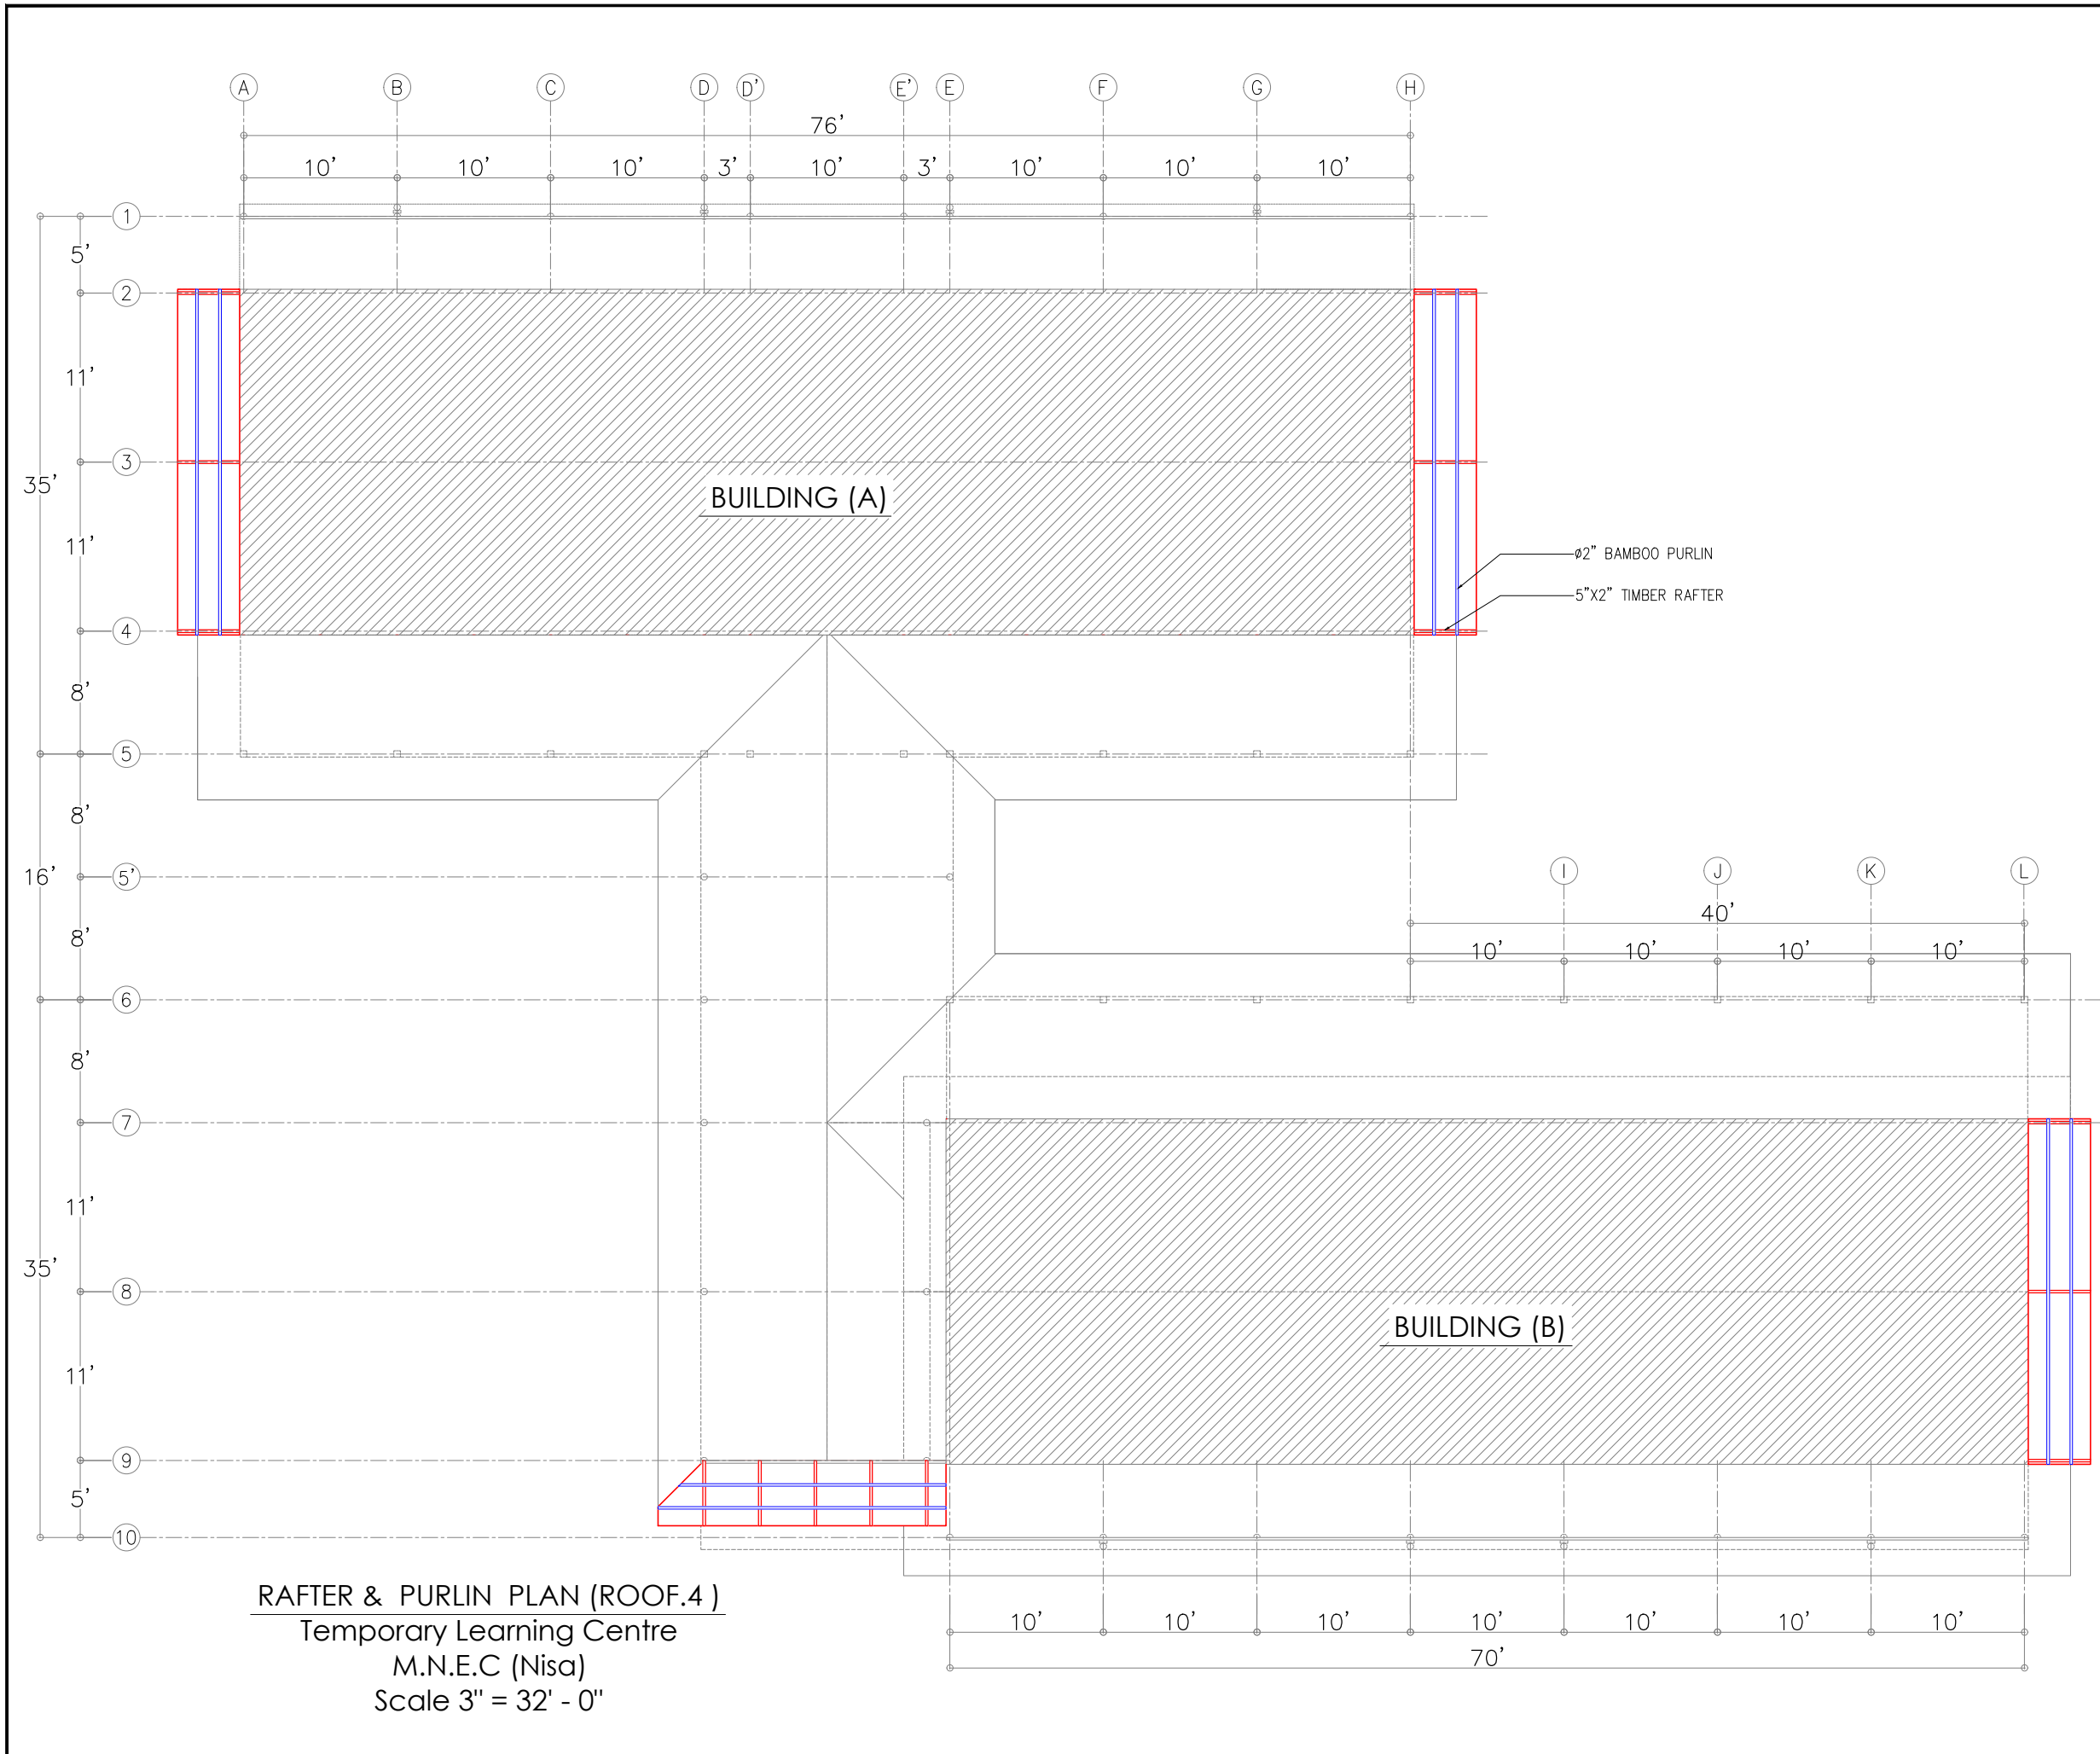 A B C D D' E' E F G H
76'
10' 10' 10' 3' 10' 3' 10' 10' 10'
1
5'
2
11'
3
35'
BUILDING (A)
11'
ø2" BAMBOO PURLIN
5"X2" TIMBER RAFTER
4
8'
5
8'
16' 5' I J K L
40'
8' 10' 10' 10' 10'
6
8'
7
11'
35'
8
BUILDING (B)
11'
9
5'
10
RAFTER & PURLIN PLAN (ROOF.4 )
Temporary Learning Centre
M.N.E.C (Nisa)
Scale 3" = 32' - 0"
10' 10' 10' 10' 10' 10' 10'
70'